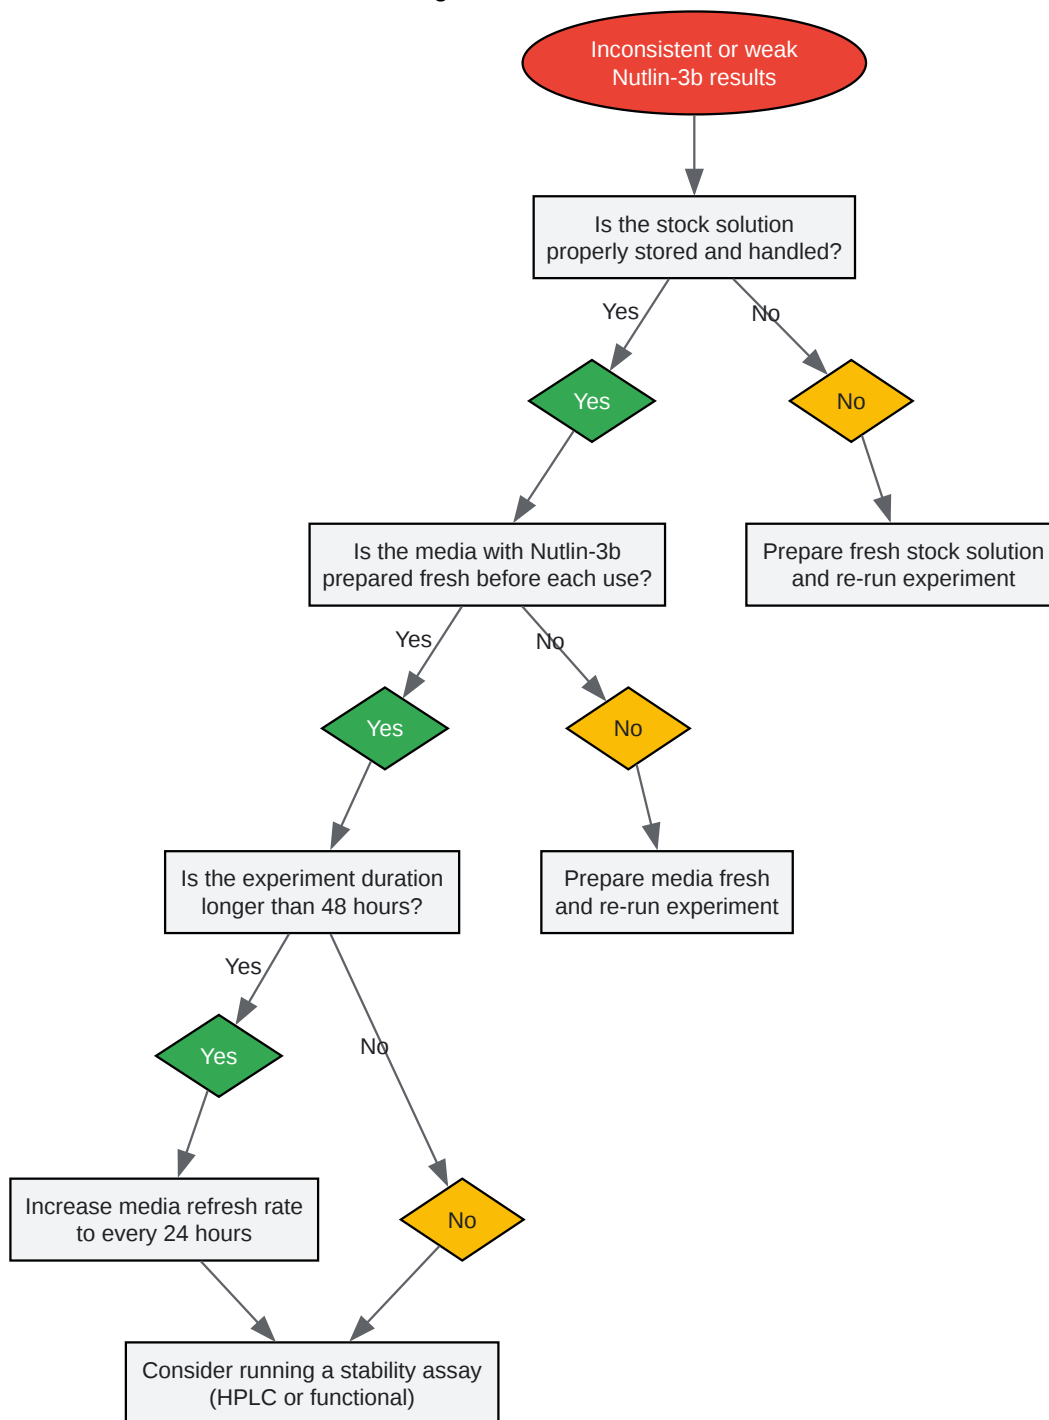 Inconsistent or weak
Nutlin-3b results
Is the stock solution
properly stored and handled?
Yes
No
Yes
No
Is the media with Nutlin-3b
prepared fresh before each use?
Prepare fresh stock solution
and re-run experiment
Yes
No
Yes
No
Is the experiment duration
longer than 48 hours?
Prepare media fresh
and re-run experiment
Yes
No
Yes
Increase media refresh rate
to every 24 hours
No
Consider running a stability assay
(HPLC or functional)